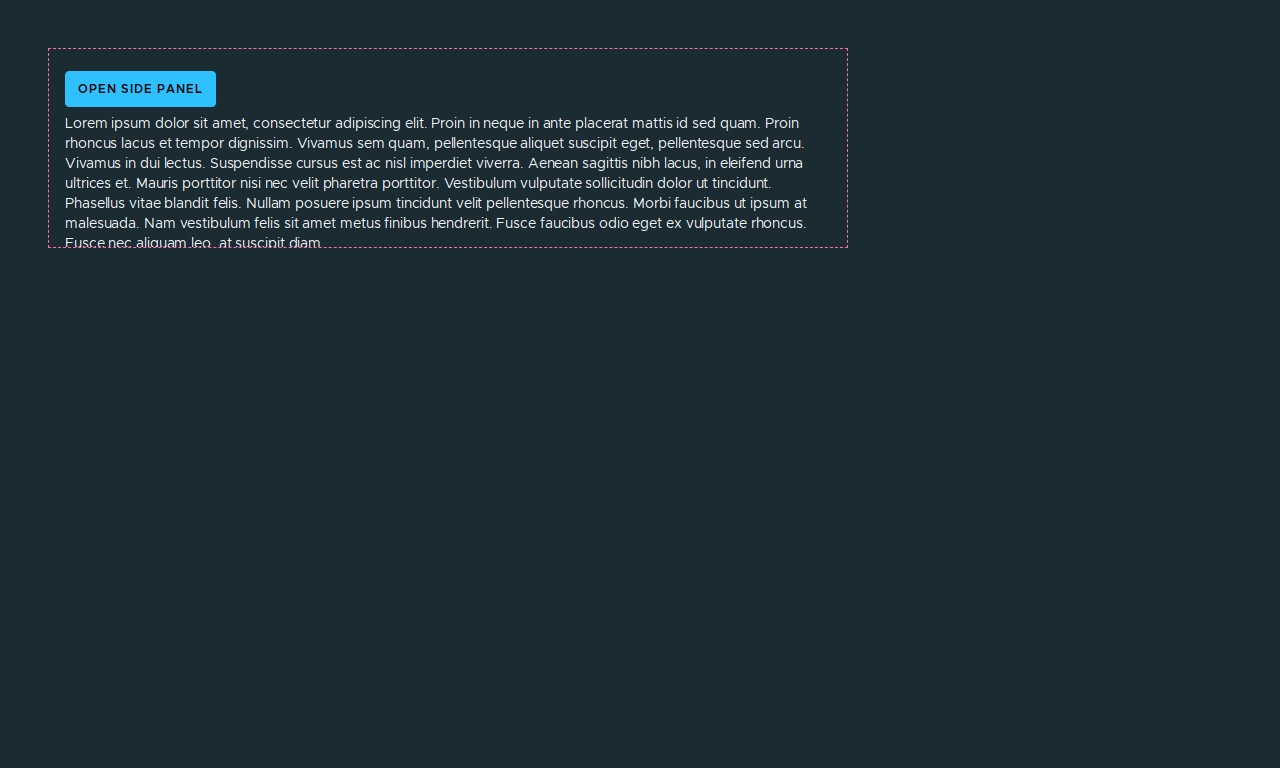 OPEN SIDE PANEL
Lorem ipsum dolor sit amet, consectetur adipiscing elit. Proin in neque in ante placerat mattis id sed quam. Proin
rhoncus lacus et tempor dignissim. Vivamus sem quam, pellentesque aliquet suscipit eget, pellentesque sed arcu.
Vivamus in dui lectus. Suspendisse cursus est ac nisl imperdiet viverra. Aenean sagittis nibh lacus, in eleifend urna
ultrices et. Mauris porttitor nisi nec velit pharetra porttitor. Vestibulum vulputate sollicitudin dolor ut tincidunt.
Phasellus vitae blandit felis. Nullam posuere ipsum tincidunt velit pellentesque rhoncus. Morbi faucibus ut ipsum at
malesuada. Nam vestibulum felis sit amet metus finibus hendrerit. Fusce faucibus odio eget ex vulputate rhoncus.
Fusce nec aliquam leo, at suscipit diam